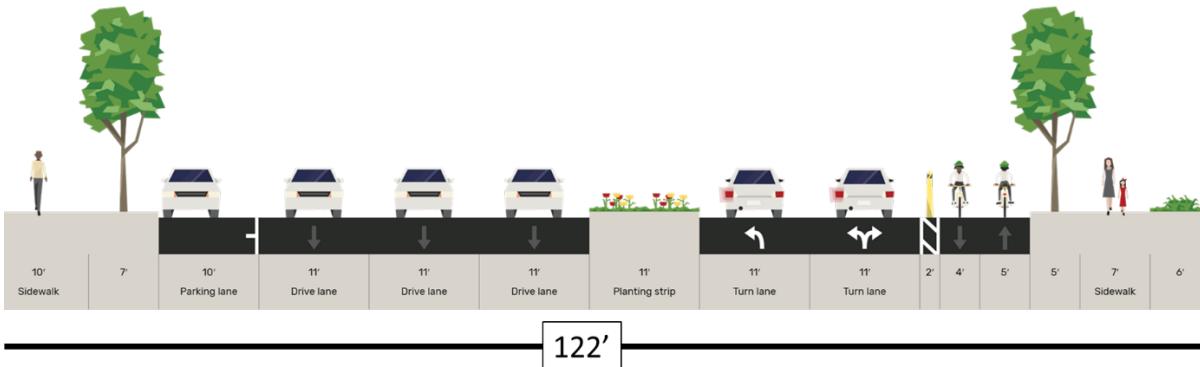 10' 7' 10' 11' 11' 11' 11' 11' 11' 2' 4' 5' 5' 7' 6'
Sidewalk Parking lane Drive lane Drive lane Drive lane Planting strip Turn lane Turn lane Sidewalk
122'